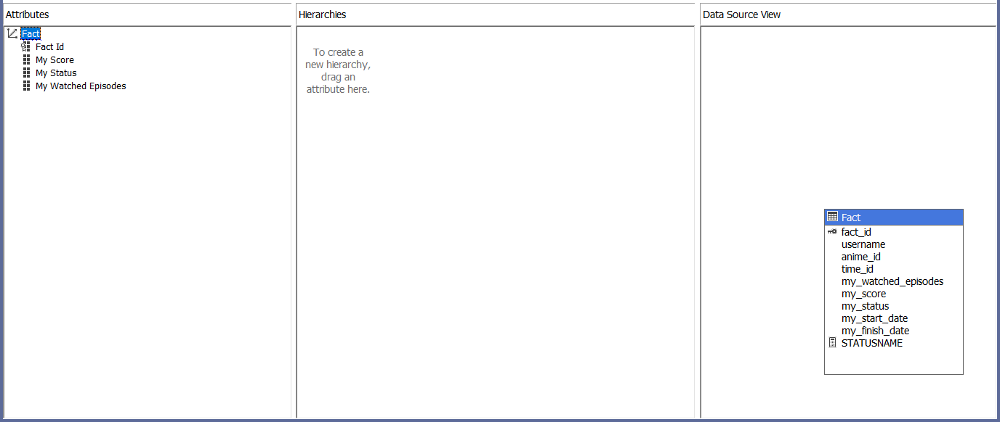 Attributes
Fact
Fact Id
My Score
My Status
My Watched Episodes
Hierarchies
To create a
new hierarchy,
drag an
attribute here.
Data Source View
Fact
fact_id
username
anime_id
time_id
my_watched_episodes
my_score
my_status
my_start_date
my_finish_date
STATUSNAME